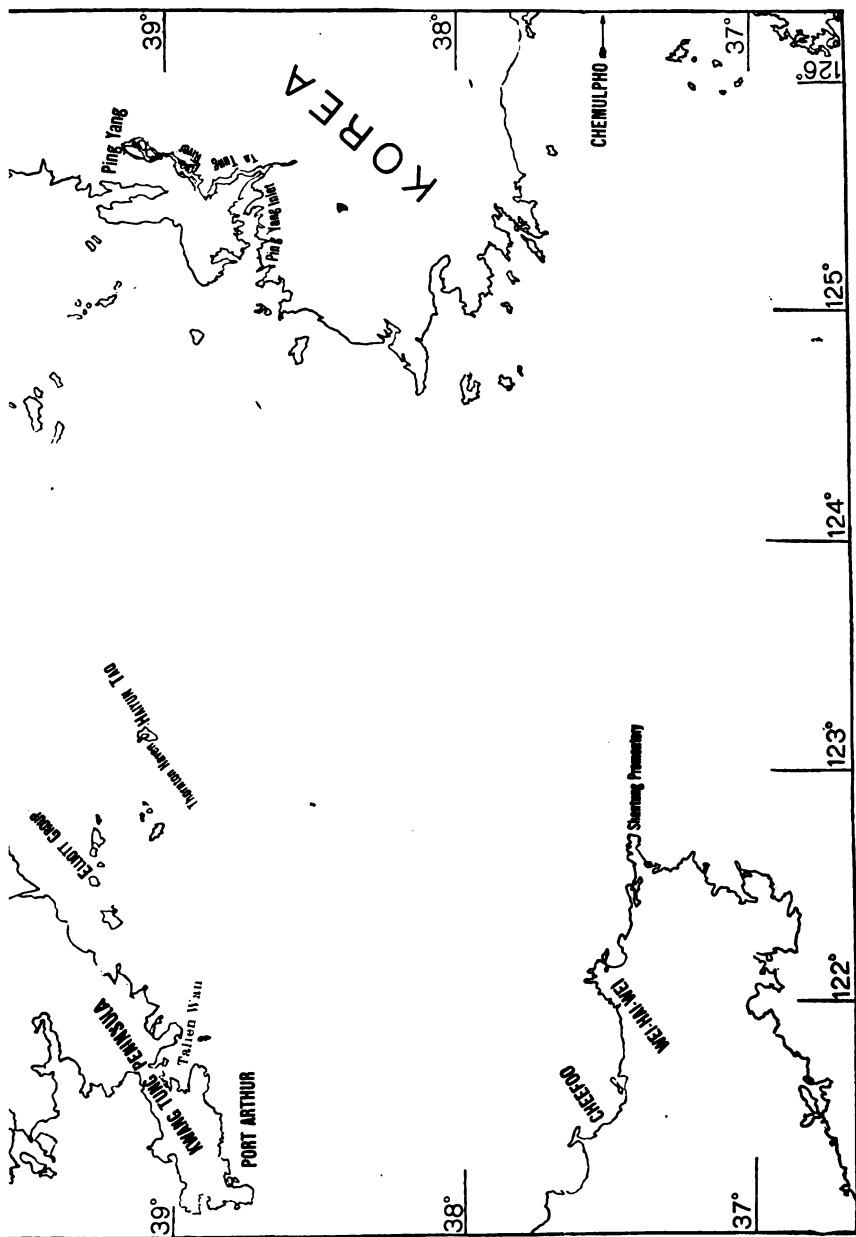 39°
38°
37°
126°
CHEMULPHO
Ping Yang
Ta Tung
River
Ping Yang Inlet
KOREA
125°
124°
123°
122°
Thornton Haven
HAIYUN TAO
ELLIOTT GROUP
KWANG TUNG PENINSULA
Talien Wan
PORT ARTHUR
Shantung Promontory
WEI-HAI-WEI
CHEEFOO
39°
38°
37°